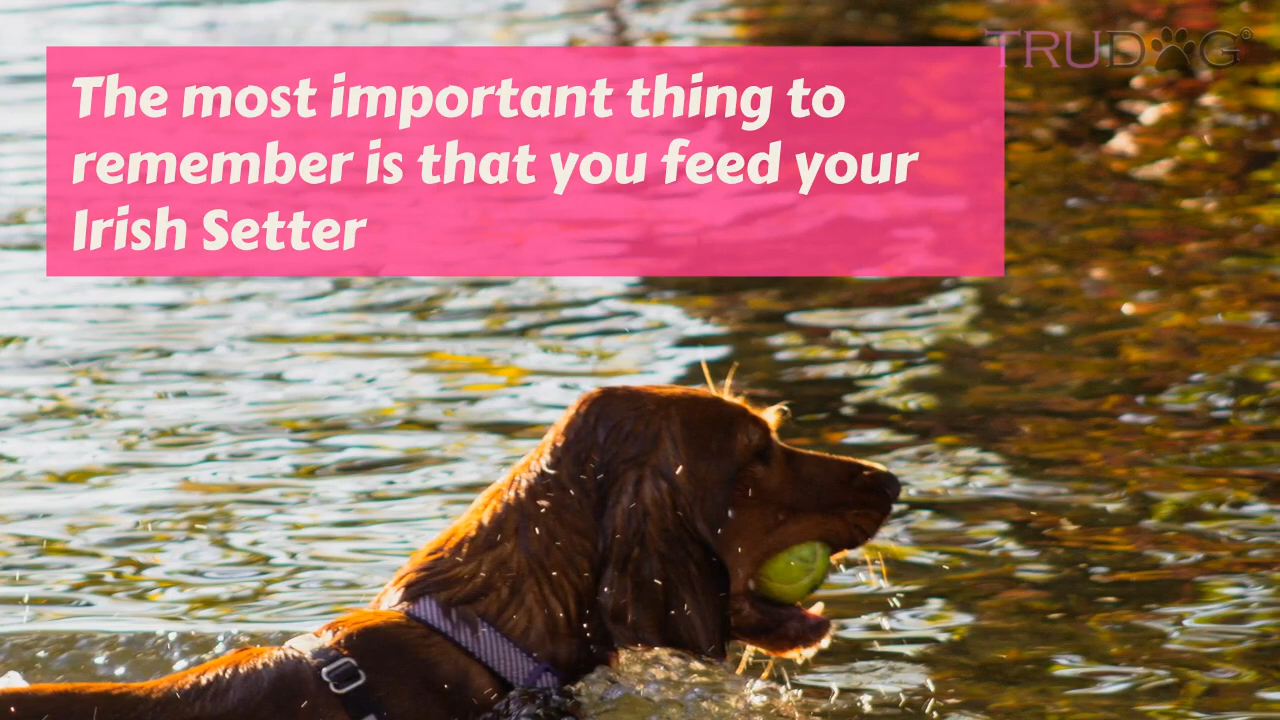 TRUDOG®
The most important thing to
remember is that you feed your
Irish Setter